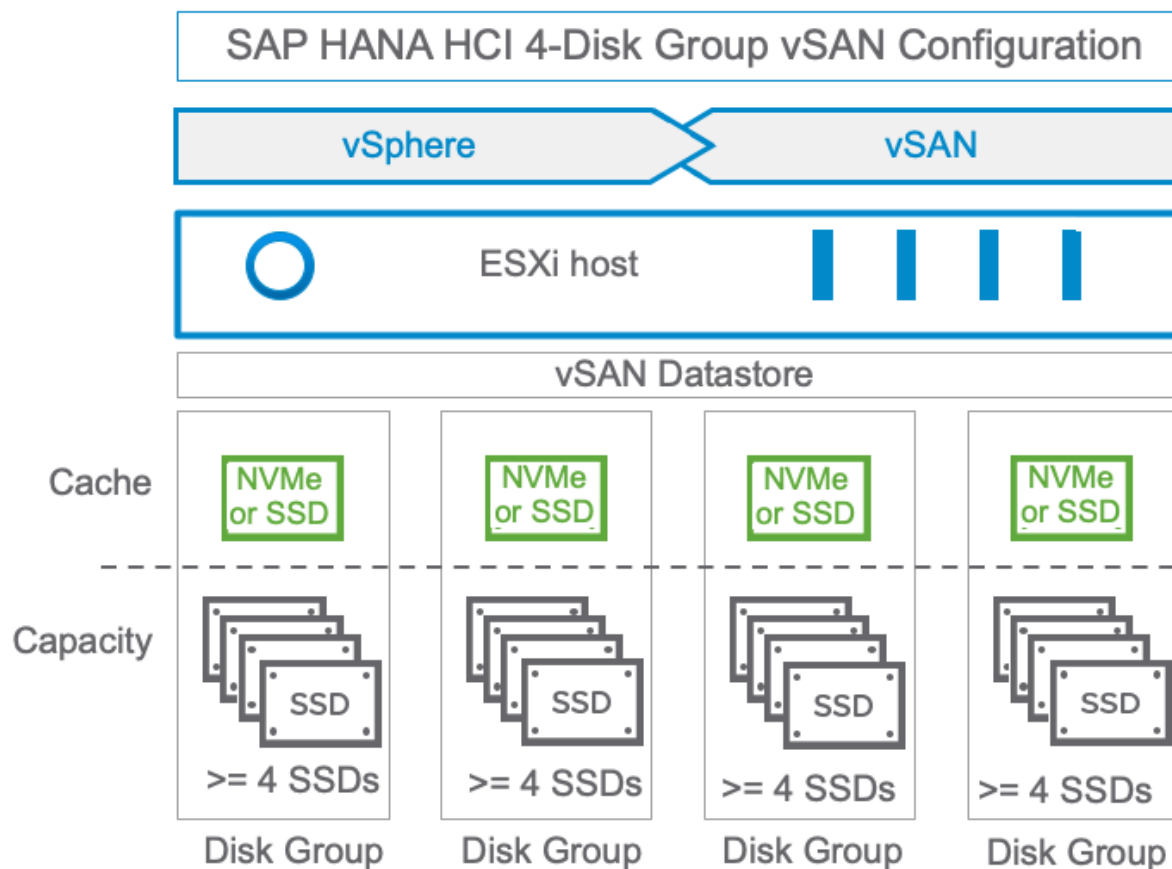 SAP HANA HCI 4-Disk Group vSAN Configuration
vSphere
vSAN
ESXi host
vSAN Datastore
Cache
NVMe
or SSD
NVMe
or SSD
NVMe
or SSD
NVMe
or SSD
Capacity
SSD
SSD
SSD
SSD
>= 4 SSDs
>= 4 SSDs
>= 4 SSDs
>= 4 SSDs
Disk Group
Disk Group
Disk Group
Disk Group